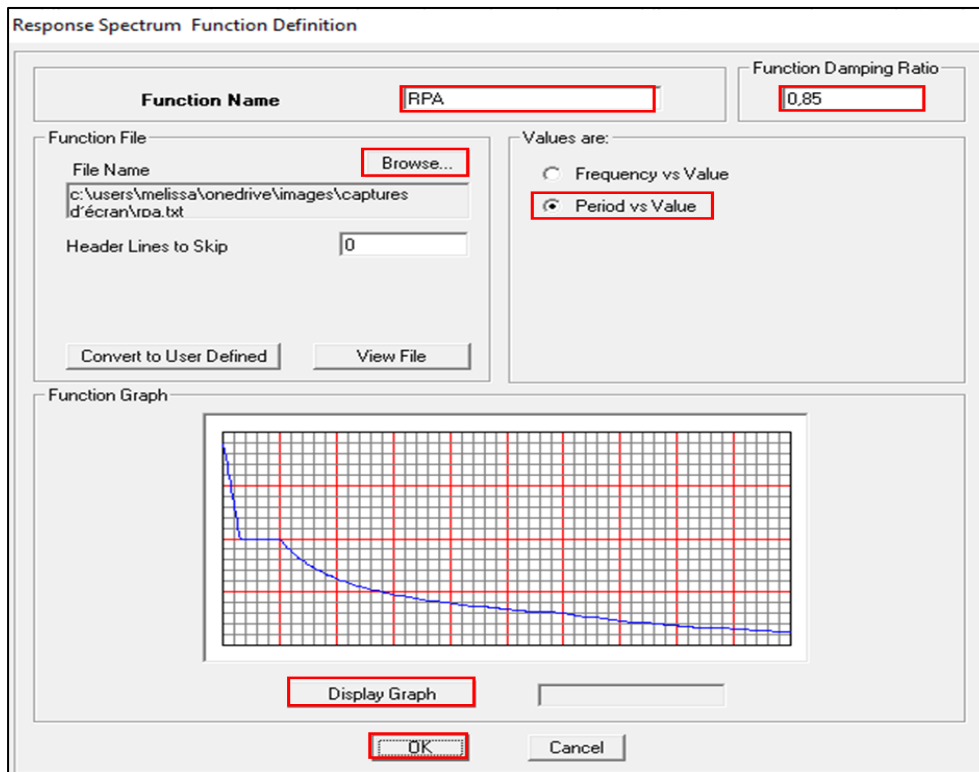 Response Spectrum Function Definition
Function Name
RPA
Function Damping Ratio
0,85
Function File
File Name
Browse...
c:\users\melissa\onedrive\images\captures
d'écran\rpa.txt
Header Lines to Skip
0
Convert to User Defined
View File
Values are:
Frequency vs Value
Period vs Value
Function Graph
Display Graph
OK
Cancel